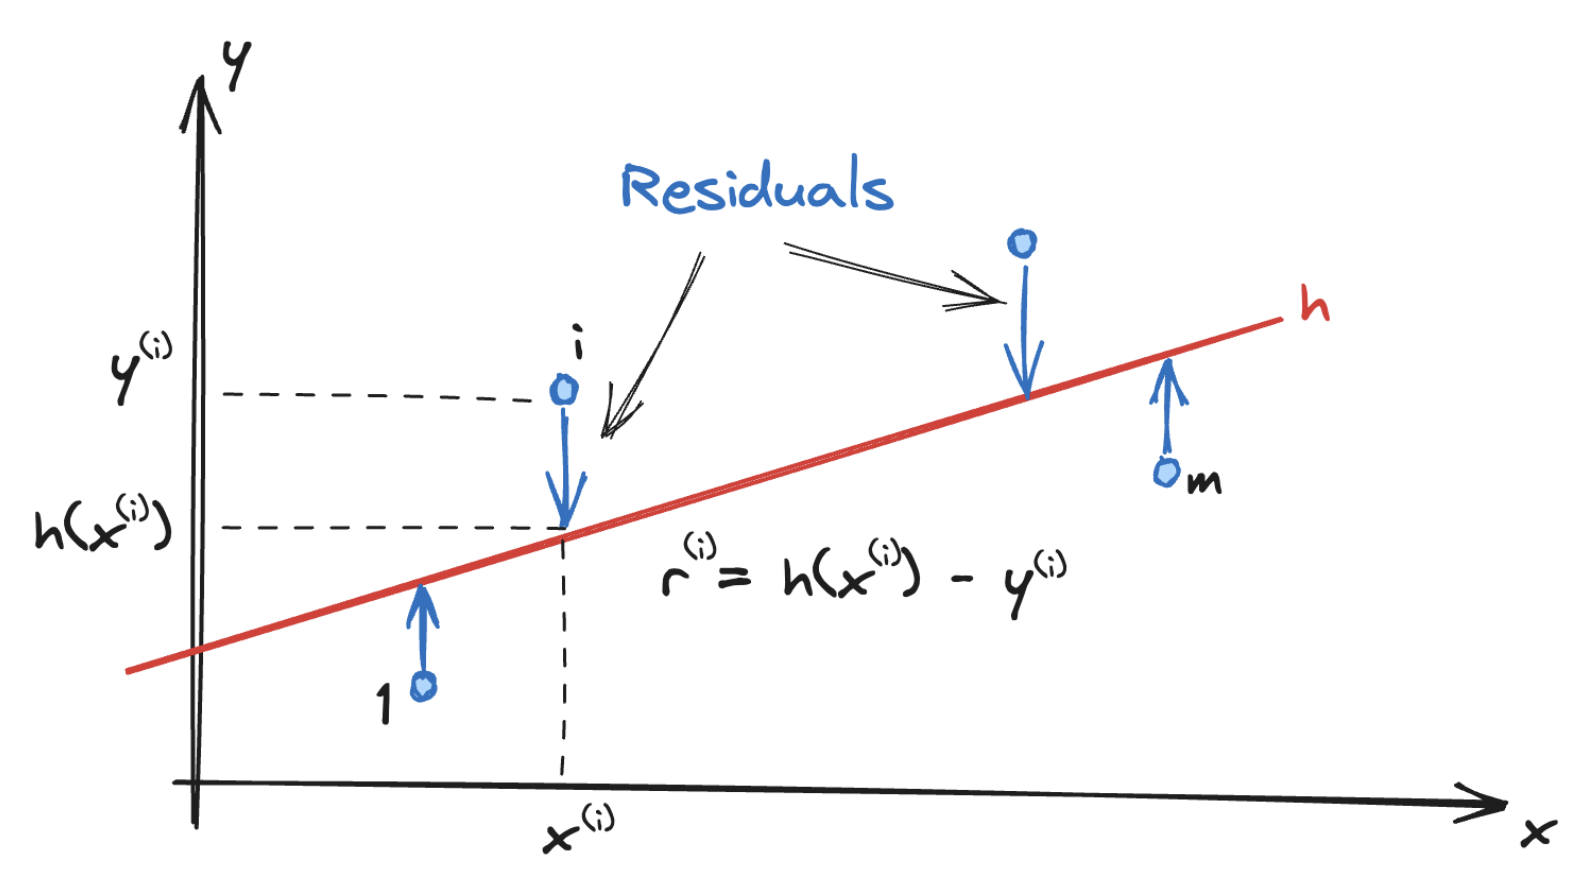 y
Residuals
h
i
y⁽ⁱ⁾
m
h(x⁽ⁱ⁾)
r⁽ⁱ⁾ = h(x⁽ⁱ⁾) - y⁽ⁱ⁾
1
x⁽ⁱ⁾
x